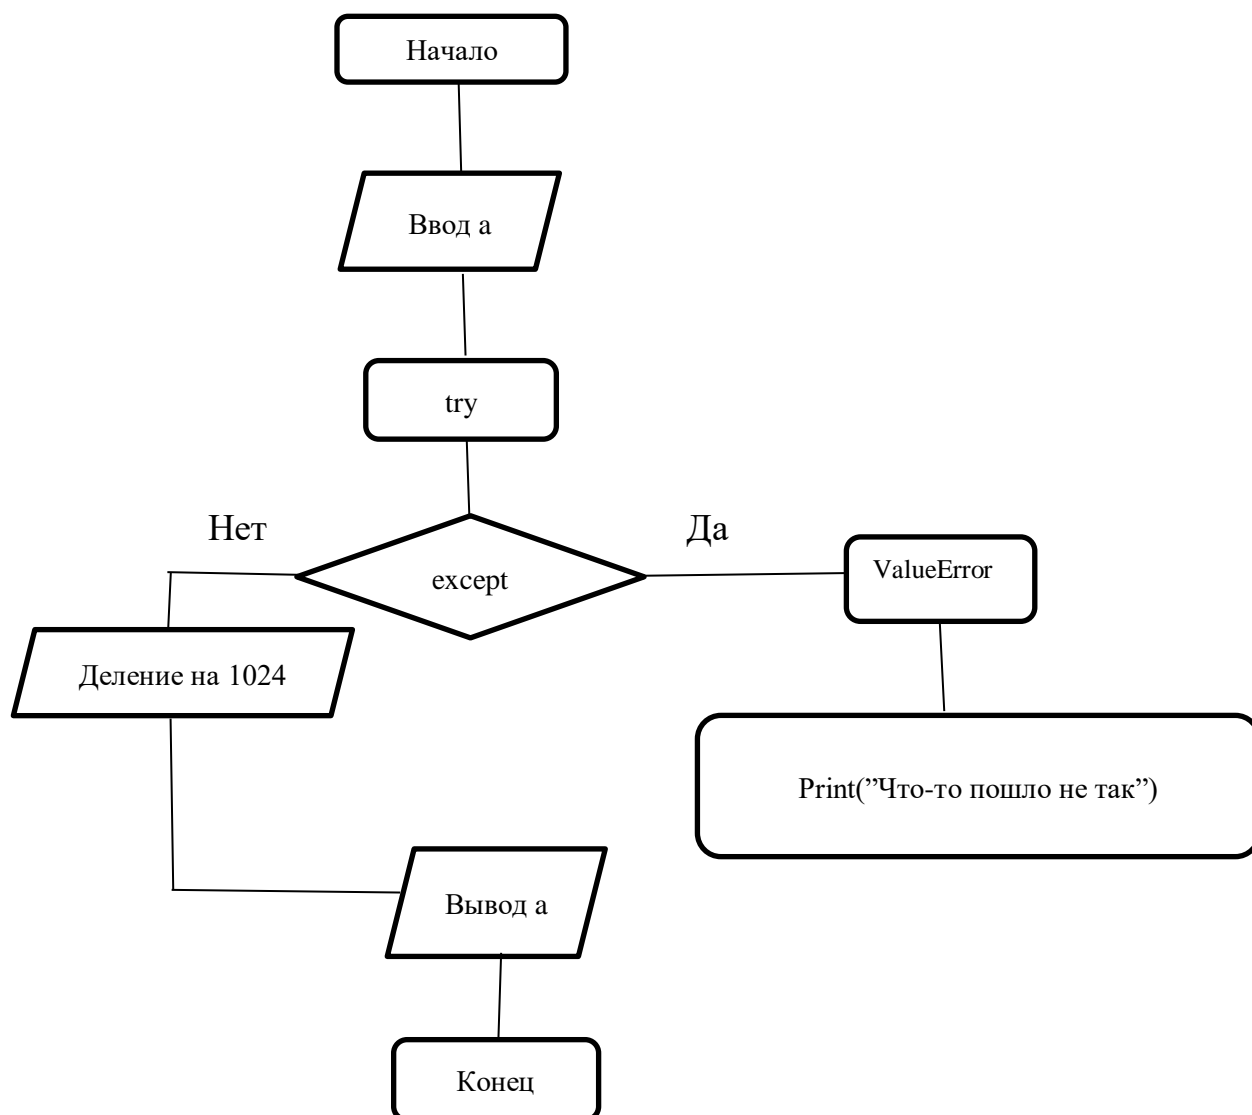 Начало
Ввод a
try
Нет
Да
except
ValueError
Деление на 1024
Print(”Что-то пошло не так”)
Вывод a
Конец